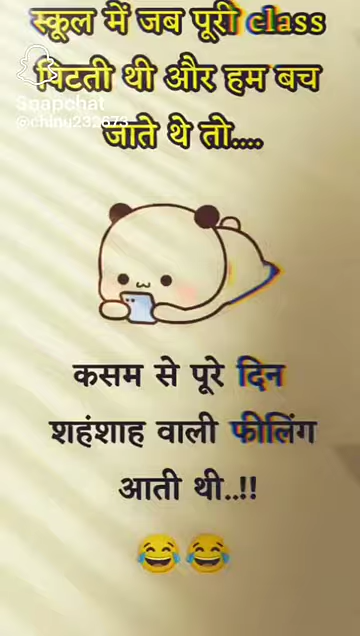 स्कूल में जब पूरी class
पिटती थी और हम बच
Snapchat
जाते थे तो....
कसम से पूरे दिन
शहंशाह वाली फीलिंग
आती थी..!!
😂😂